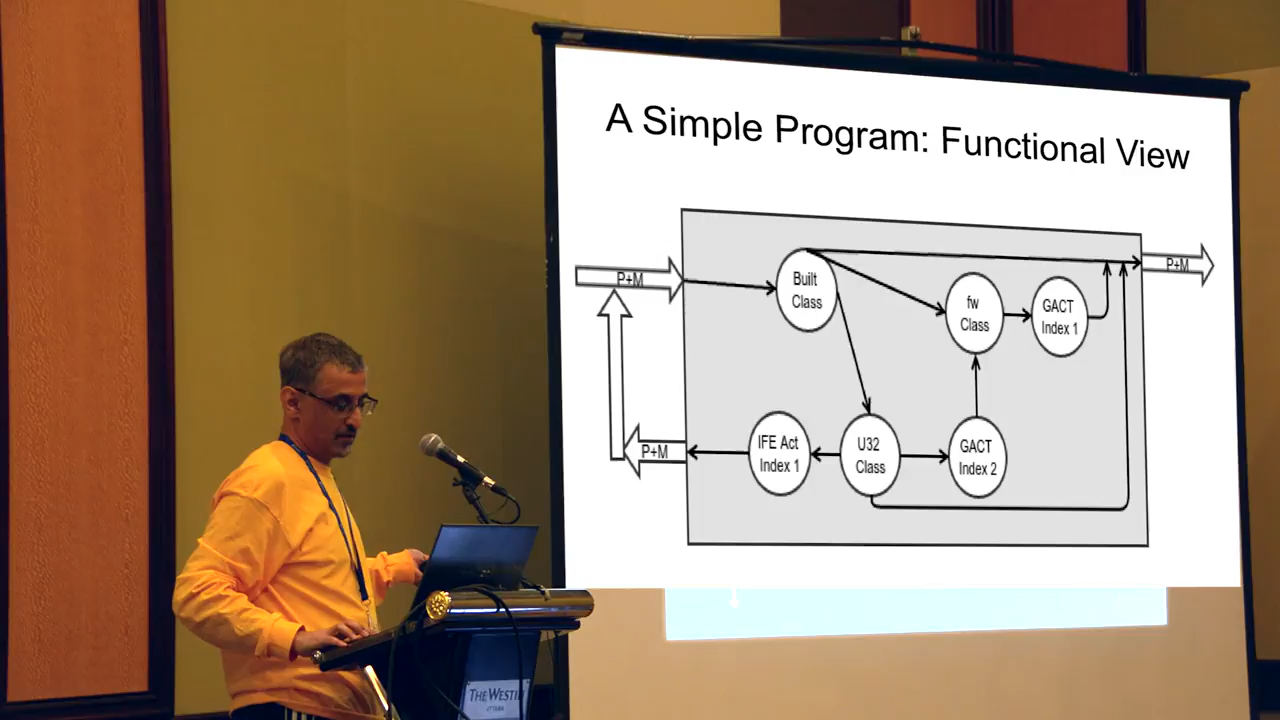 A Simple Program: Functional View
P+M
P+M
Built
Class
fw
Class
GACT
Index 1
P+M
IFE Act
Index 1
U32
Class
GACT
Index 2
THE WESTIN
OTTAWA